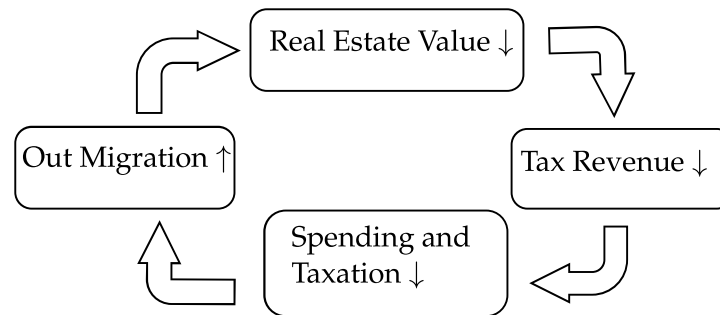 Real Estate Value ↓
Out Migration ↑
Tax Revenue ↓
Spending and
Taxation ↓